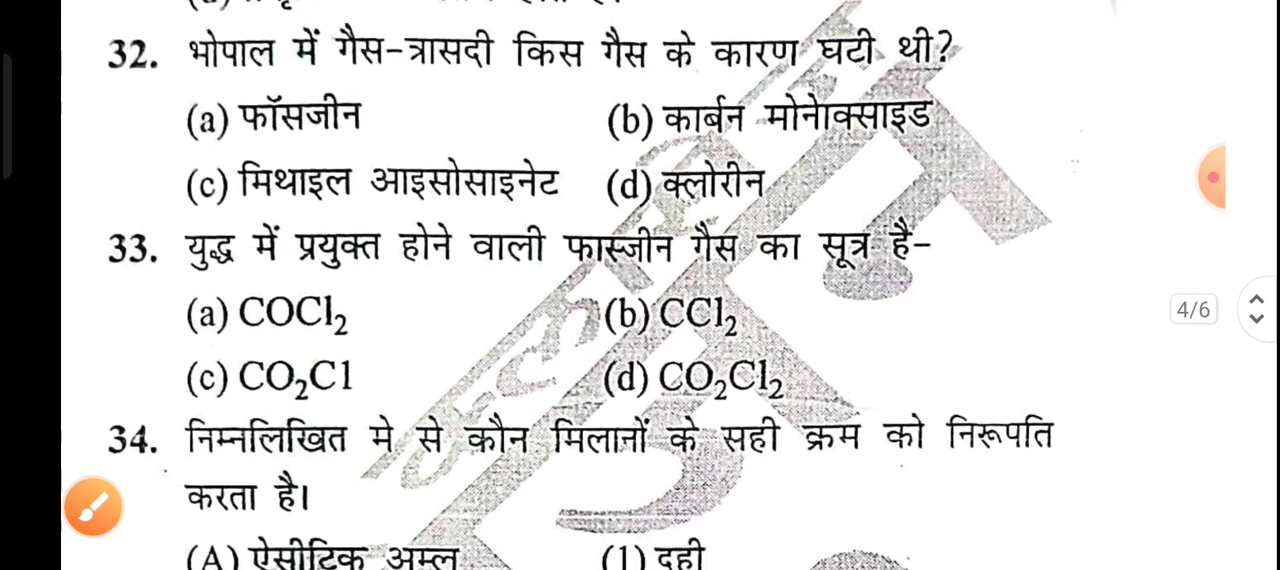 32. भोपाल में गैस-त्रासदी किस गैस के कारण घटी थी?
(a) फॉसजीन (b) कार्बन मोनोक्साइड
(c) मिथाइल आइसोसाइनेट (d) क्लोरीन
33. युद्ध में प्रयुक्त होने वाली फास्जीन गैस का सूत्र है-
(a) COCl₂ (b) CCl₂
(c) CO₂C1 (d) CO₂Cl₂
4/6
34. निम्नलिखित मे से कौन मिलानों के सही क्रम को निरूपति
करता है।
(A) ऐसीटिक अम्ल (1) दही